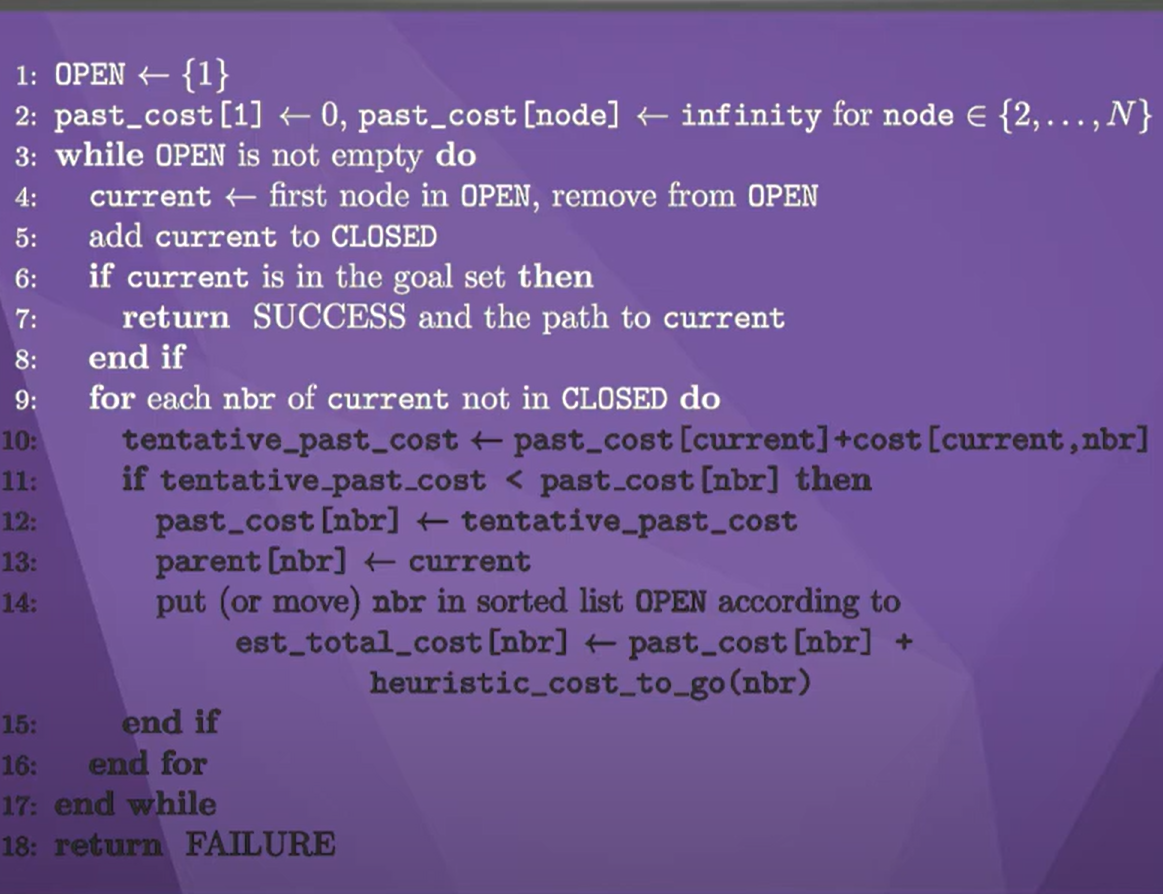 1: OPEN ← {1}
2: past_cost[1] ← 0, past_cost[node] ← infinity for node ∈ {2,...,N}
3: while OPEN is not empty do
4: current ← first node in OPEN, remove from OPEN
5: add current to CLOSED
6: if current is in the goal set then
7: return SUCCESS and the path to current
8: end if
9: for each nbr of current not in CLOSED do
10: tentative_past_cost ← past_cost[current]+cost[current,nbr]
11: if tentative_past_cost < past_cost[nbr] then
12: past_cost[nbr] ← tentative_past_cost
13: parent[nbr] ← current
14: put (or move) nbr in sorted list OPEN according to
est_total_cost[nbr] ← past_cost[nbr] +
heuristic_cost_to_go(nbr)
15: end if
16: end for
17: end while
18: return FAILURE